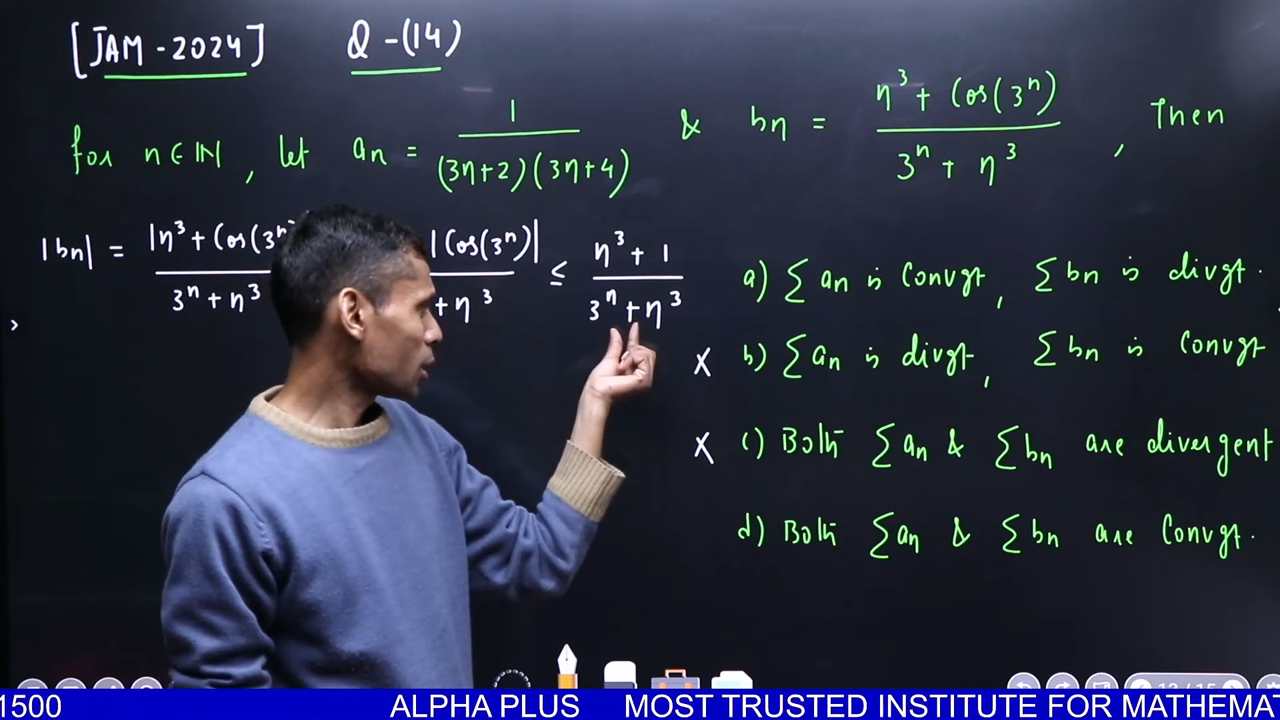 [JAM-2024] Q-(14)
for n∈ℕ, let an = 1/((3n+2)(3n+4)) & bn = (n³ + Cos(3ⁿ))/(3ⁿ + n³), Then
|bn| = |n³ + Cos(3ⁿ / 3ⁿ + n³ |Cos(3ⁿ)| / + n³ ≤ (n³ + 1)/(3ⁿ + n³)
a) ∑ an is Convgt, ∑ bn is divgt.
X b) ∑ an is divgt, ∑ bn is Convgt
X c) Both ∑ an & ∑ bn are divergent
d) Both ∑ an & ∑ bn are Convgt.
1500 ALPHA PLUS MOST TRUSTED INSTITUTE FOR MATHEMA